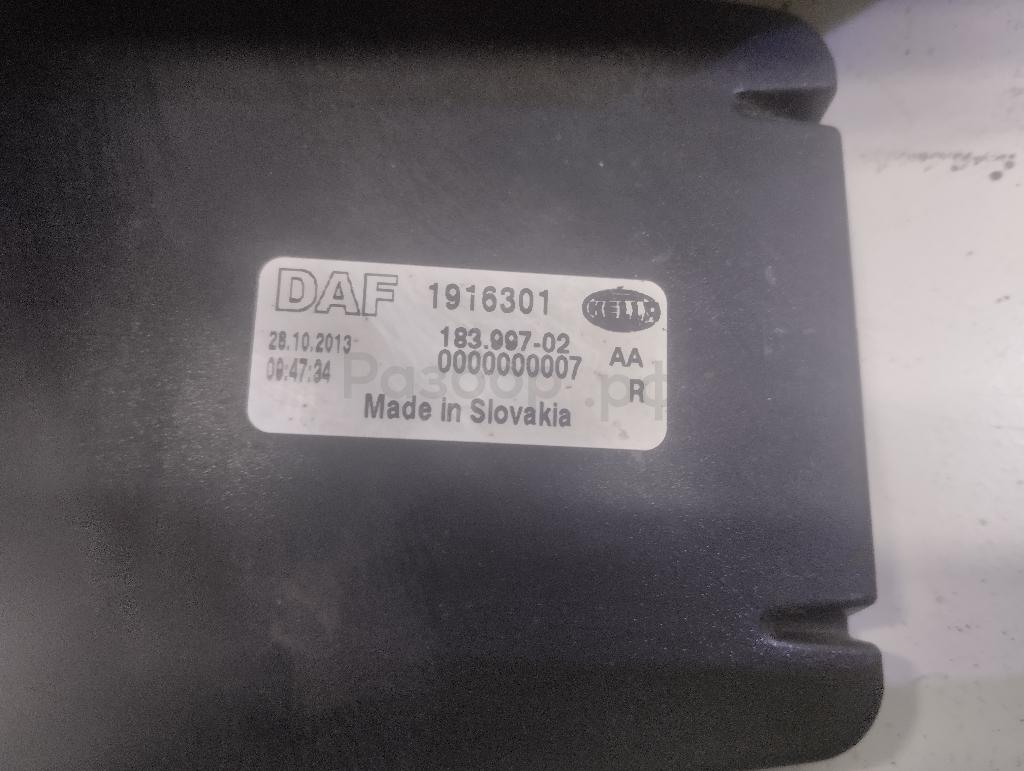 DAF 1916301 HELLA
28.10.2013 183.997-02 AA
09:47:34 0000000007 R
Made in Slovakia
Разбор.рф